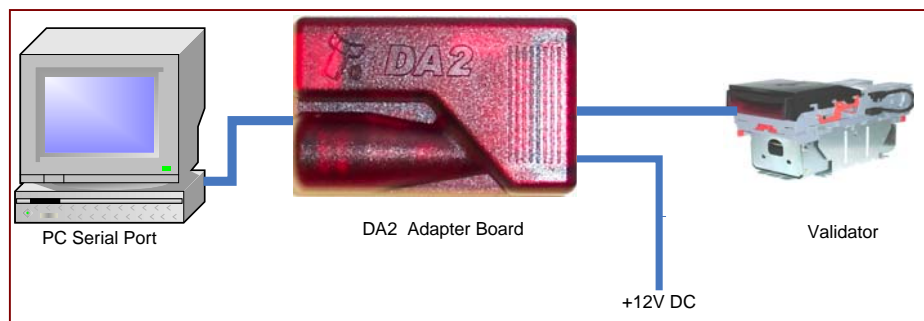 DA2
PC Serial Port
DA2 Adapter Board
Validator
+12V DC